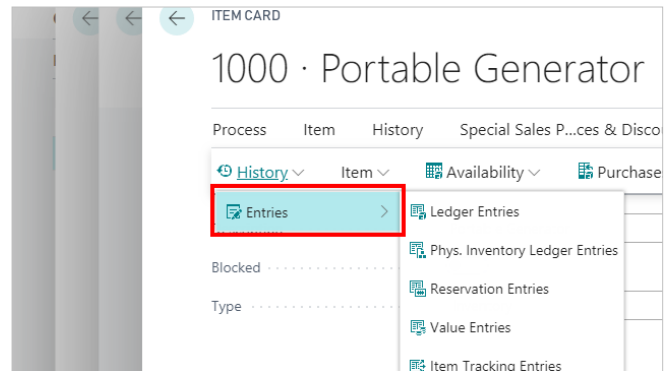 ITEM CARD
1000 · Portable Generator
Process Item History Special Sales P...ces & Disco
History Item Availability Purchase
Entries Ledger Entries
Phys. Inventory Ledger Entries
Blocked
Reservation Entries
Type
Value Entries
Item Tracking Entries